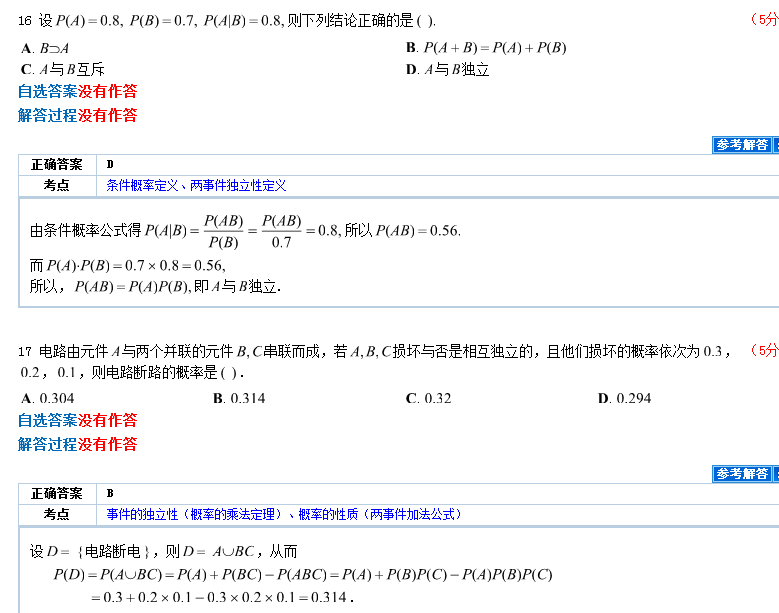 16 设 P(A) = 0.8, P(B) = 0.7, P(A|B) = 0.8, 则下列结论正确的是 ( ). （5分
A. B⊃A B. P(A + B) = P(A) + P(B)
C. A与B互斥 D. A与B独立
自选答案没有作答
解答过程没有作答
参考解答
正确答案 D
考点 条件概率定义、两事件独立性定义
由条件概率公式得 P(A|B) = P(AB)/P(B) = P(AB)/0.7 = 0.8, 所以 P(AB) = 0.56.
而 P(A)·P(B) = 0.7 × 0.8 = 0.56,
所以， P(AB) = P(A)P(B), 即 A与B独立.
17 电路由元件 A与两个并联的元件 B, C串联而成，若 A, B, C损坏与否是相互独立的，且他们损坏的概率依次为 0.3， （5分
0.2， 0.1，则电路断路的概率是 ( ) .
A. 0.304 B. 0.314 C. 0.32 D. 0.294
自选答案没有作答
解答过程没有作答
参考解答
正确答案 B
考点 事件的独立性（概率的乘法定理）、概率的性质（两事件加法公式）
设 D = {电路断电}，则 D = A∪BC，从而
P(D) = P(A∪BC) = P(A) + P(BC) − P(ABC) = P(A) + P(B)P(C) − P(A)P(B)P(C)
= 0.3 + 0.2 × 0.1 − 0.3 × 0.2 × 0.1 = 0.314 .